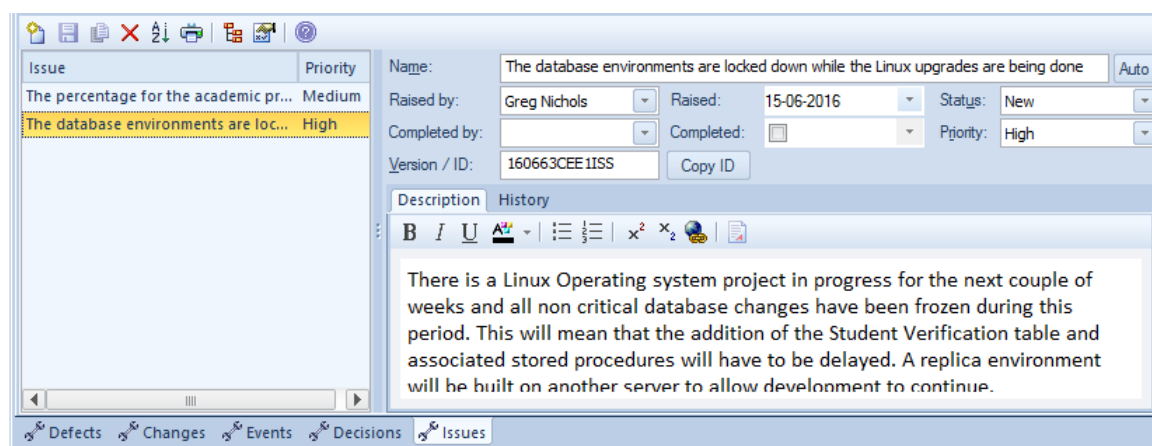 Issue Priority
The percentage for the academic pr... Medium
The database environments are loc... High
Name: The database environments are locked down while the Linux upgrades are being done Auto
Raised by: Greg Nichols Raised: 15-06-2016 Status: New
Completed by: Completed: Priority: High
Version / ID: 160663CEE1ISS Copy ID
Description History
B I U A x² x₂
There is a Linux Operating system project in progress for the next couple of
weeks and all non critical database changes have been frozen during this
period. This will mean that the addition of the Student Verification table and
associated stored procedures will have to be delayed. A replica environment
will be built on another server to allow development to continue.
Defects Changes Events Decisions Issues